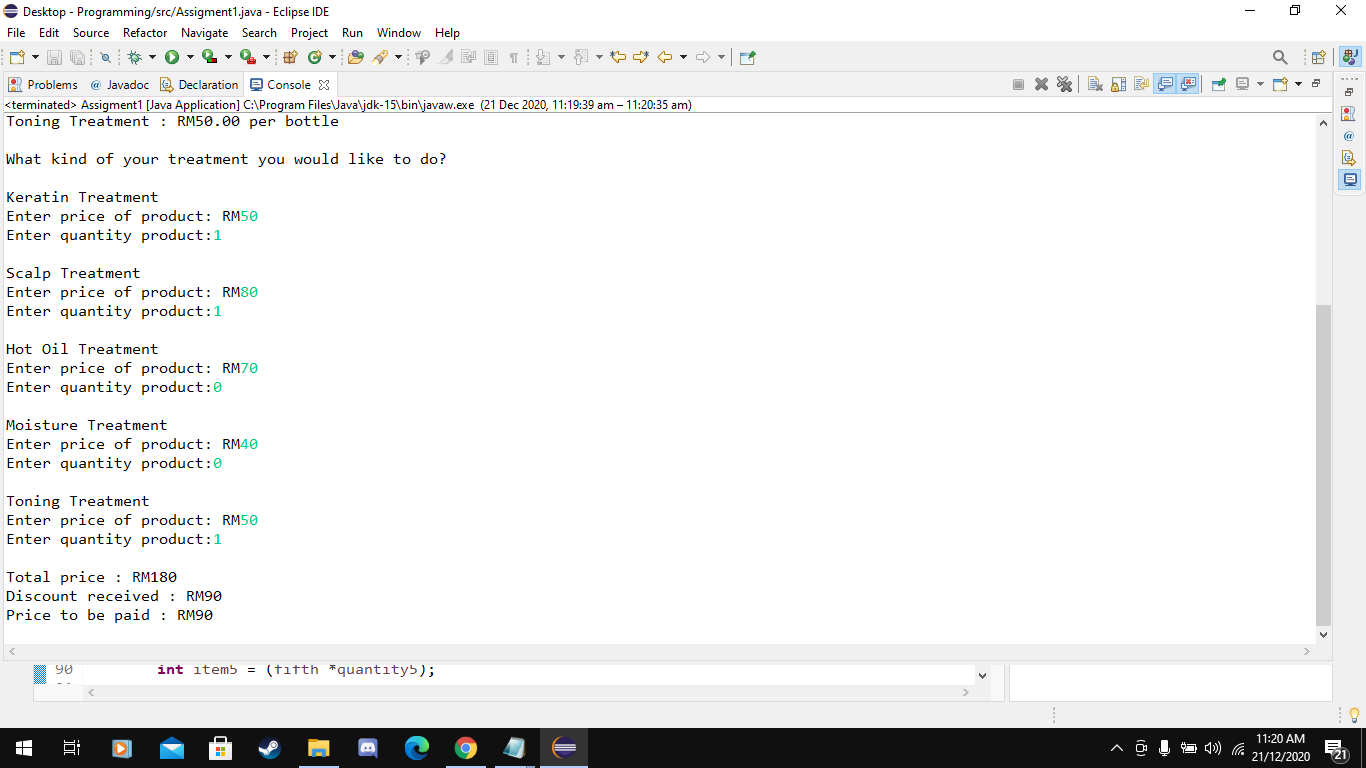 Desktop - Programming/src/Assigment1.java - Eclipse IDE
File Edit Source Refactor Navigate Search Project Run Window Help
Problems @ Javadoc Declaration Console
<terminated> Assigment1 [Java Application] C:\Program Files\Java\jdk-15\bin\javaw.exe (21 Dec 2020, 11:19:39 am – 11:20:35 am)
Toning Treatment : RM50.00 per bottle
What kind of your treatment you would like to do?
Keratin Treatment
Enter price of product: RM50
Enter quantity product:1
Scalp Treatment
Enter price of product: RM80
Enter quantity product:1
Hot Oil Treatment
Enter price of product: RM70
Enter quantity product:0
Moisture Treatment
Enter price of product: RM40
Enter quantity product:0
Toning Treatment
Enter price of product: RM50
Enter quantity product:1
Total price : RM180
Discount received : RM90
Price to be paid : RM90
90 int item5 = (fifth *quantity5);
11:20 AM
21/12/2020
21